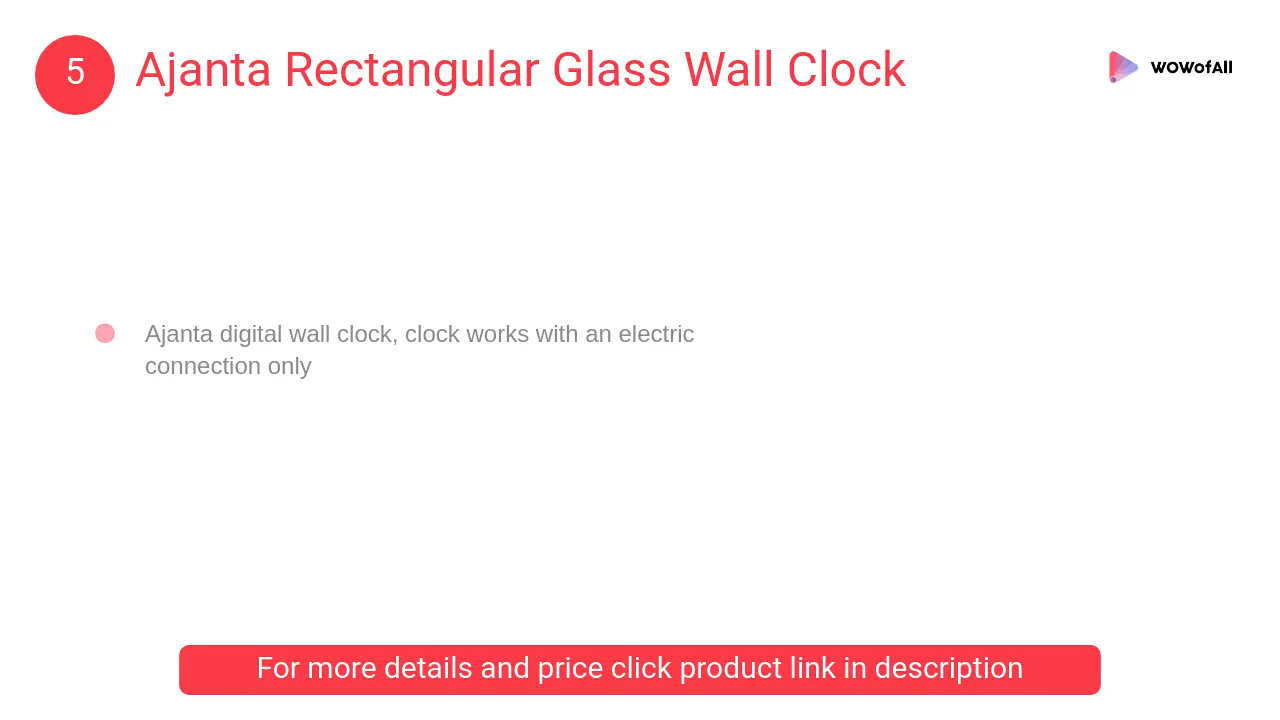 5
Ajanta Rectangular Glass Wall Clock
WOWofAll
Ajanta digital wall clock, clock works with an electric
connection only
For more details and price click product link in description